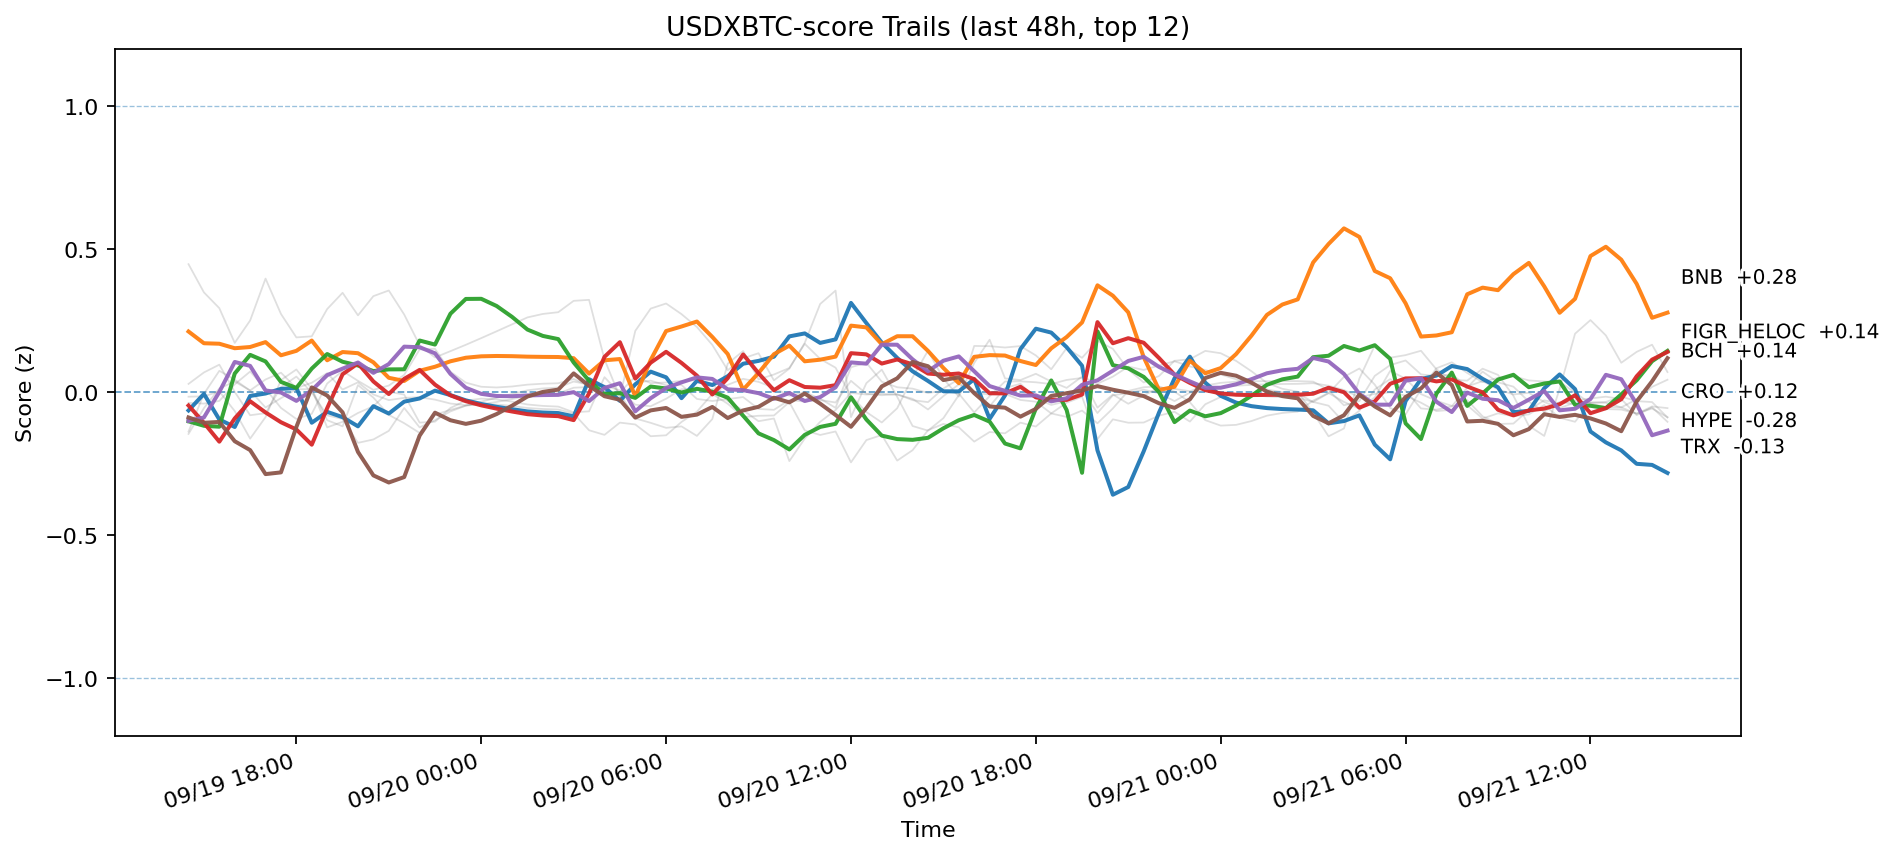 USDXBTC-score Trails (last 48h, top 12)
Score (z)
1.0
0.5
0.0
−0.5
−1.0
BNB +0.28
FIGR_HELOC +0.14
BCH +0.14
CRO +0.12
HYPE -0.28
TRX -0.13
09/19 18:00
09/20 00:00
09/20 06:00
09/20 12:00
09/20 18:00
09/21 00:00
09/21 06:00
09/21 12:00
Time